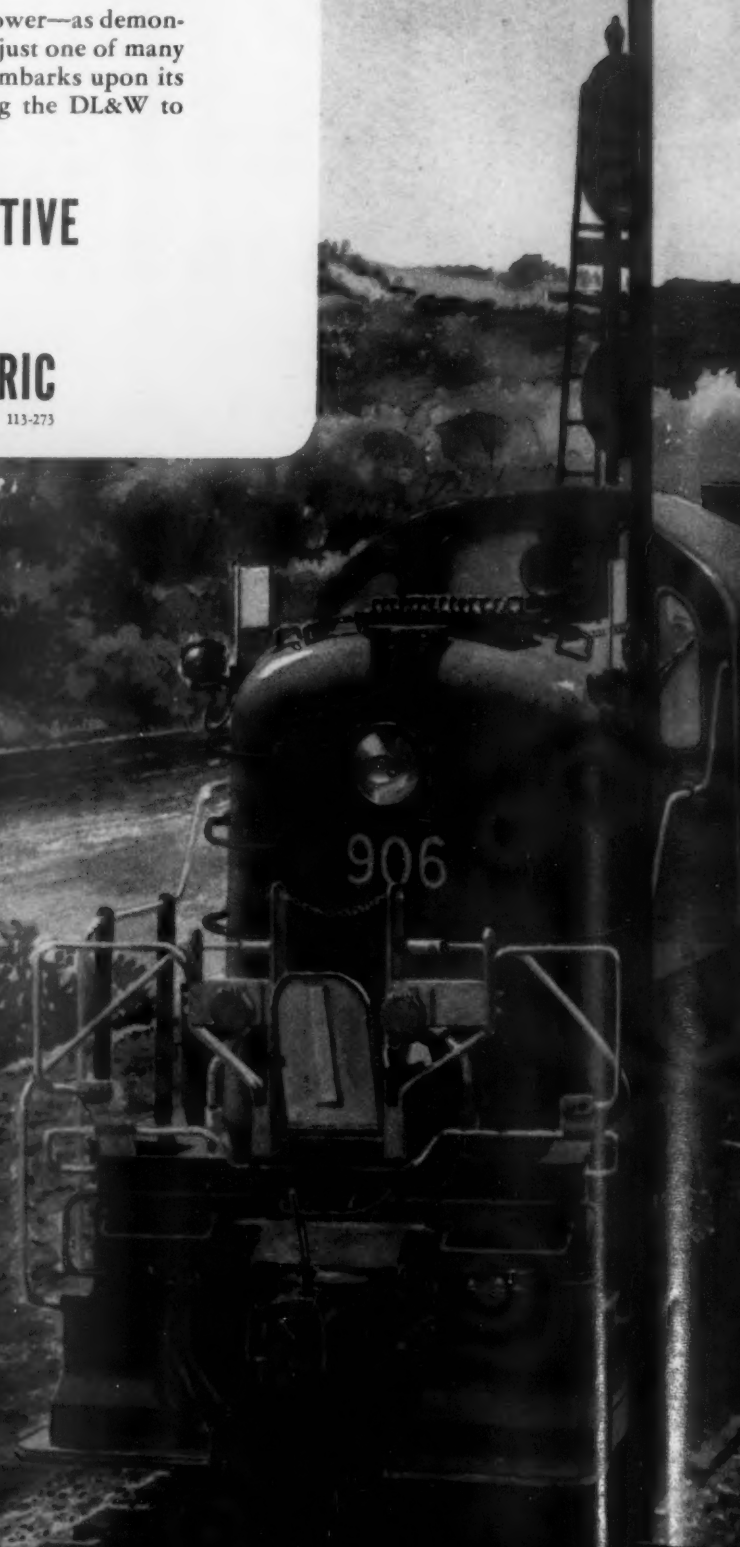 ower—as demon-
just one of many
mbarks upon its
g the DL&W to
TIVE
RIC
113-273
906